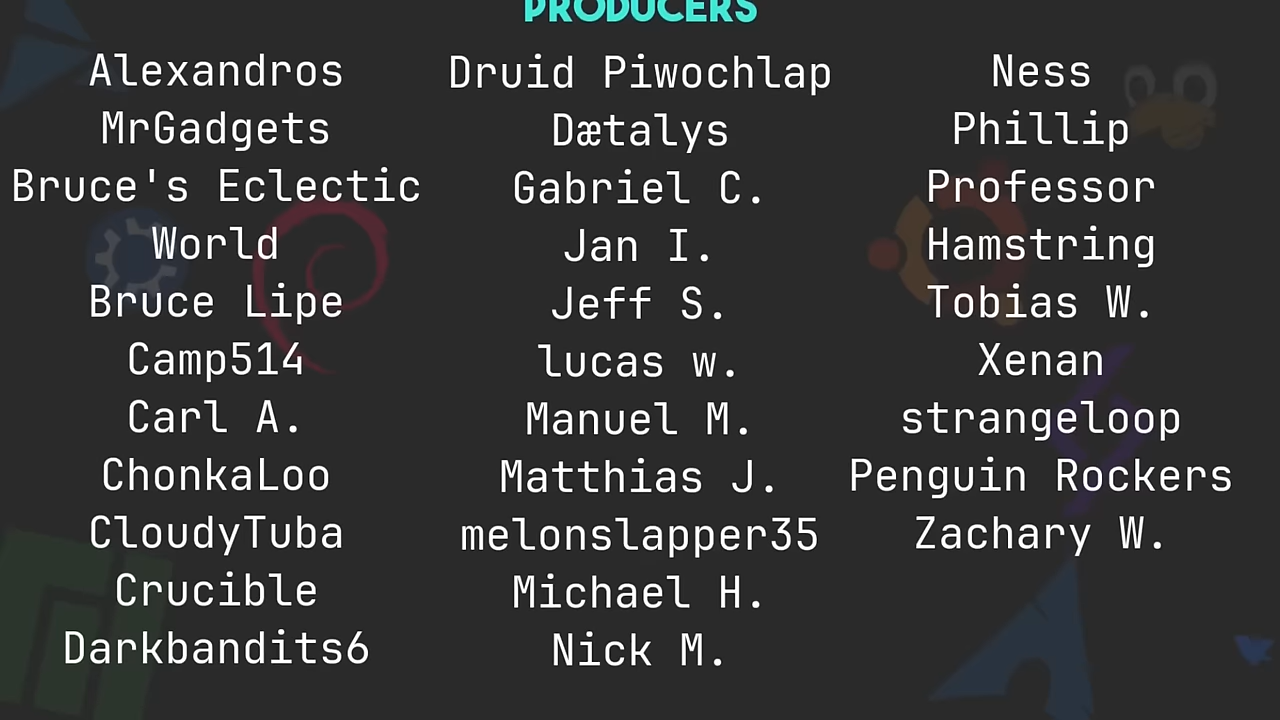 PRODUCERS
Alexandros
MrGadgets
Bruce's Eclectic
World
Bruce Lipe
Camp514
Carl A.
ChonkaLoo
CloudyTuba
Crucible
Darkbandits6
Druid Piwochlap
Dætalys
Gabriel C.
Jan I.
Jeff S.
lucas w.
Manuel M.
Matthias J.
melonslapper35
Michael H.
Nick M.
Ness
Phillip
Professor
Hamstring
Tobias W.
Xenan
strangeloop
Penguin Rockers
Zachary W.